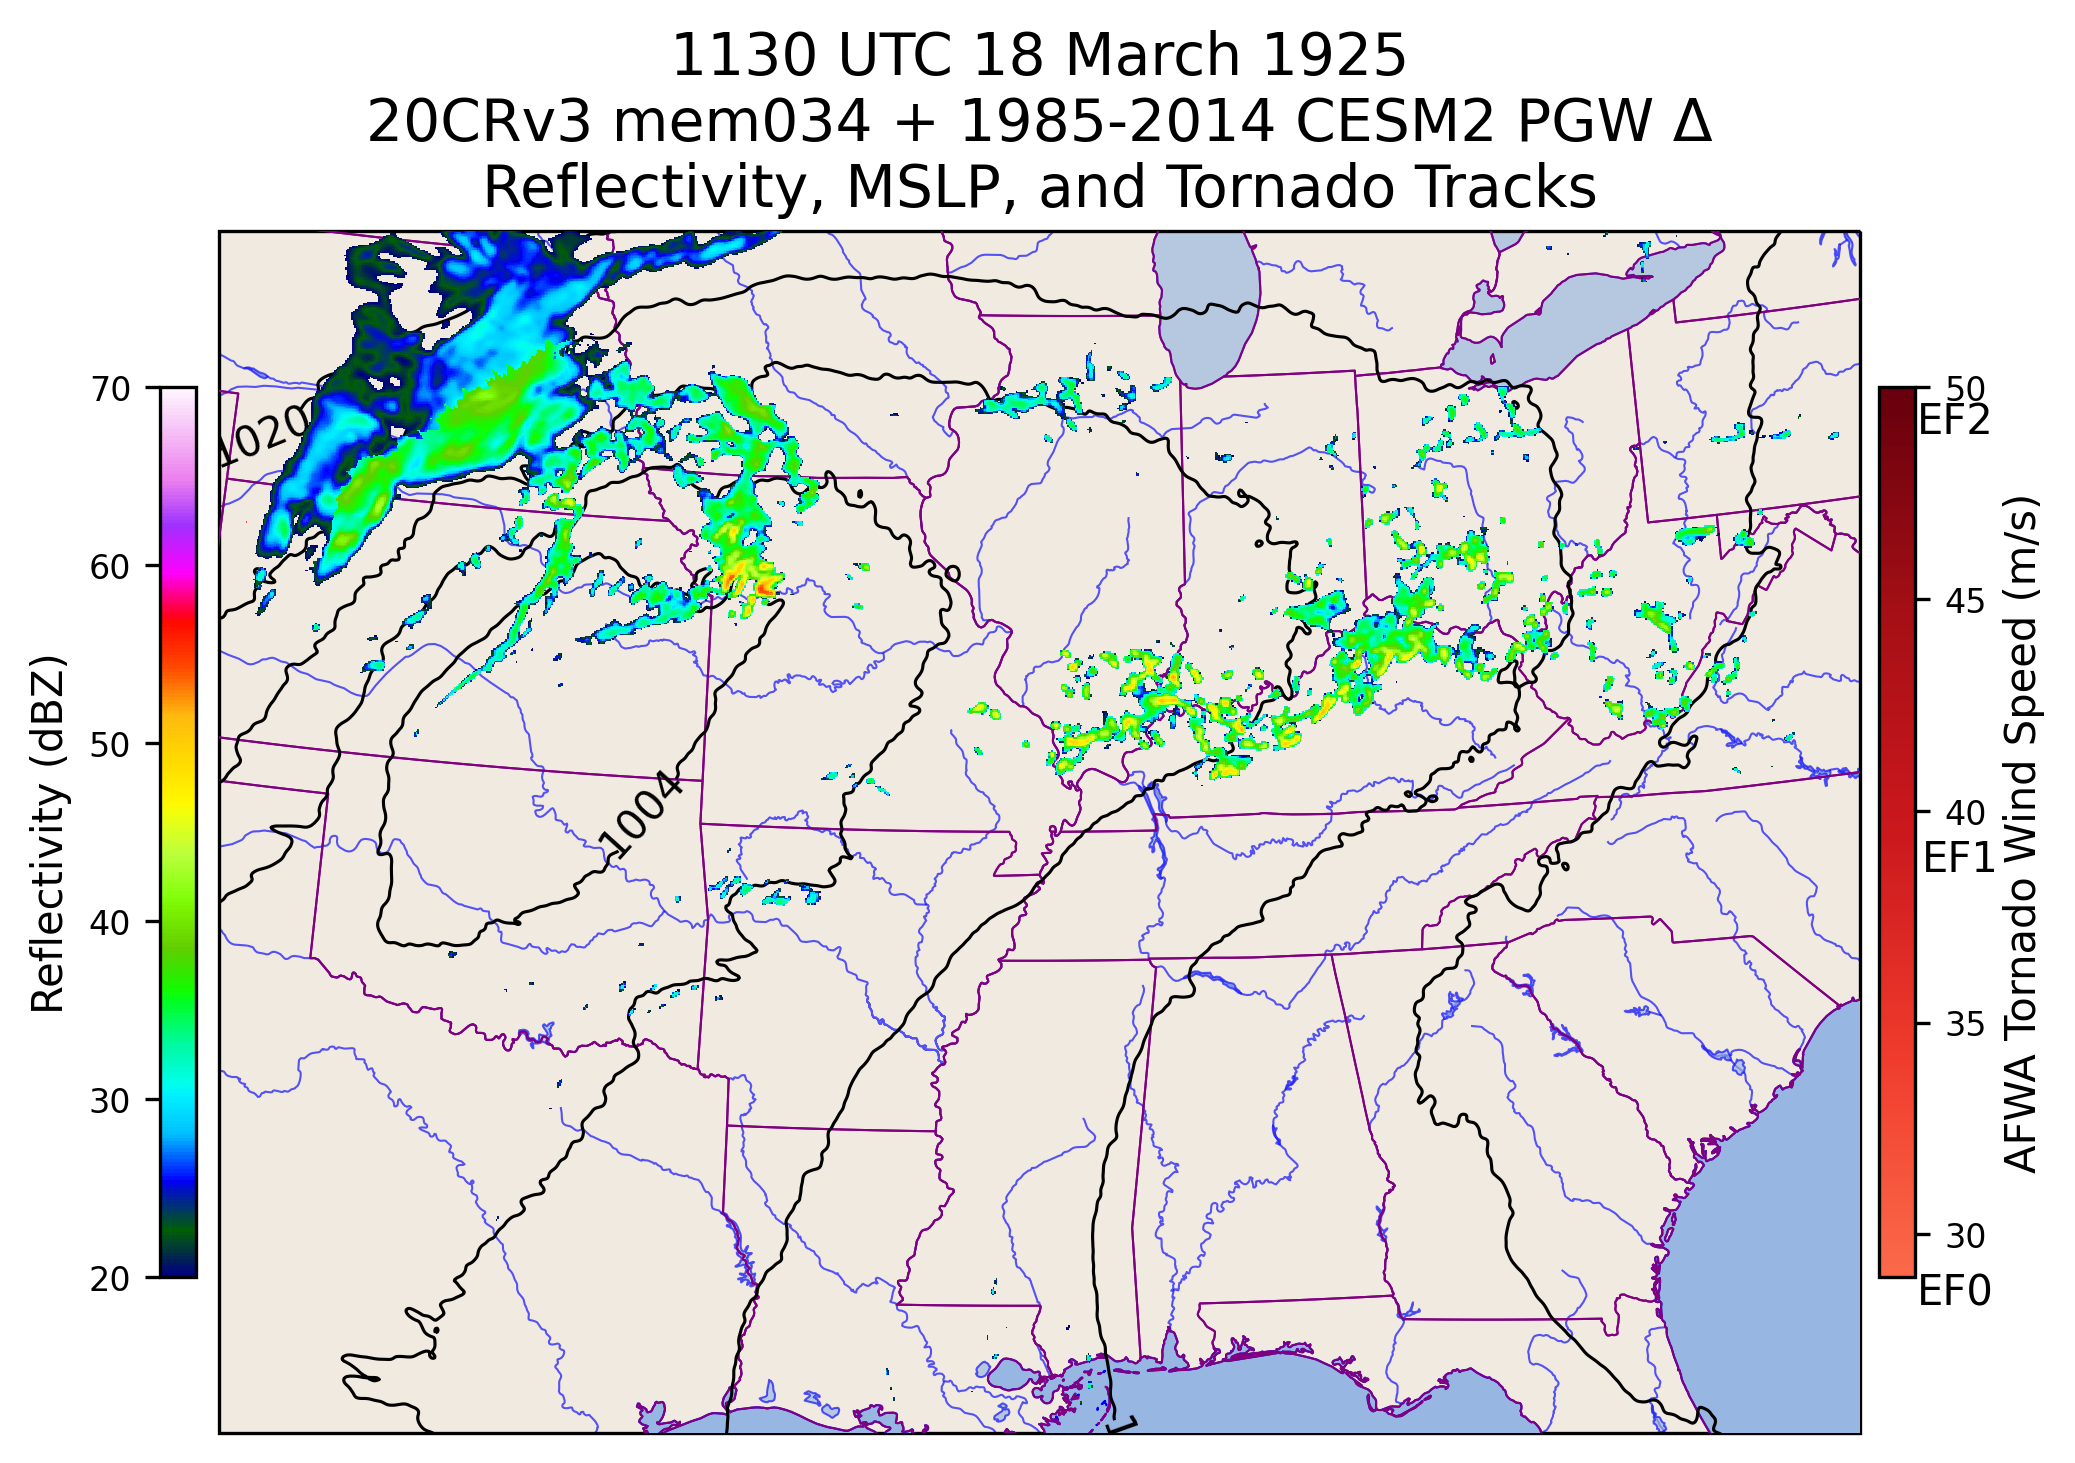 1130 UTC 18 March 1925
20CRv3 mem034 + 1985-2014 CESM2 PGW Δ
Reflectivity, MSLP, and Tornado Tracks
70
60
50
40
30
20
Reflectivity (dBZ)
1020
1004
50
EF2
45
40
EF1
35
30
EF0
AFWA Tornado Wind Speed (m/s)